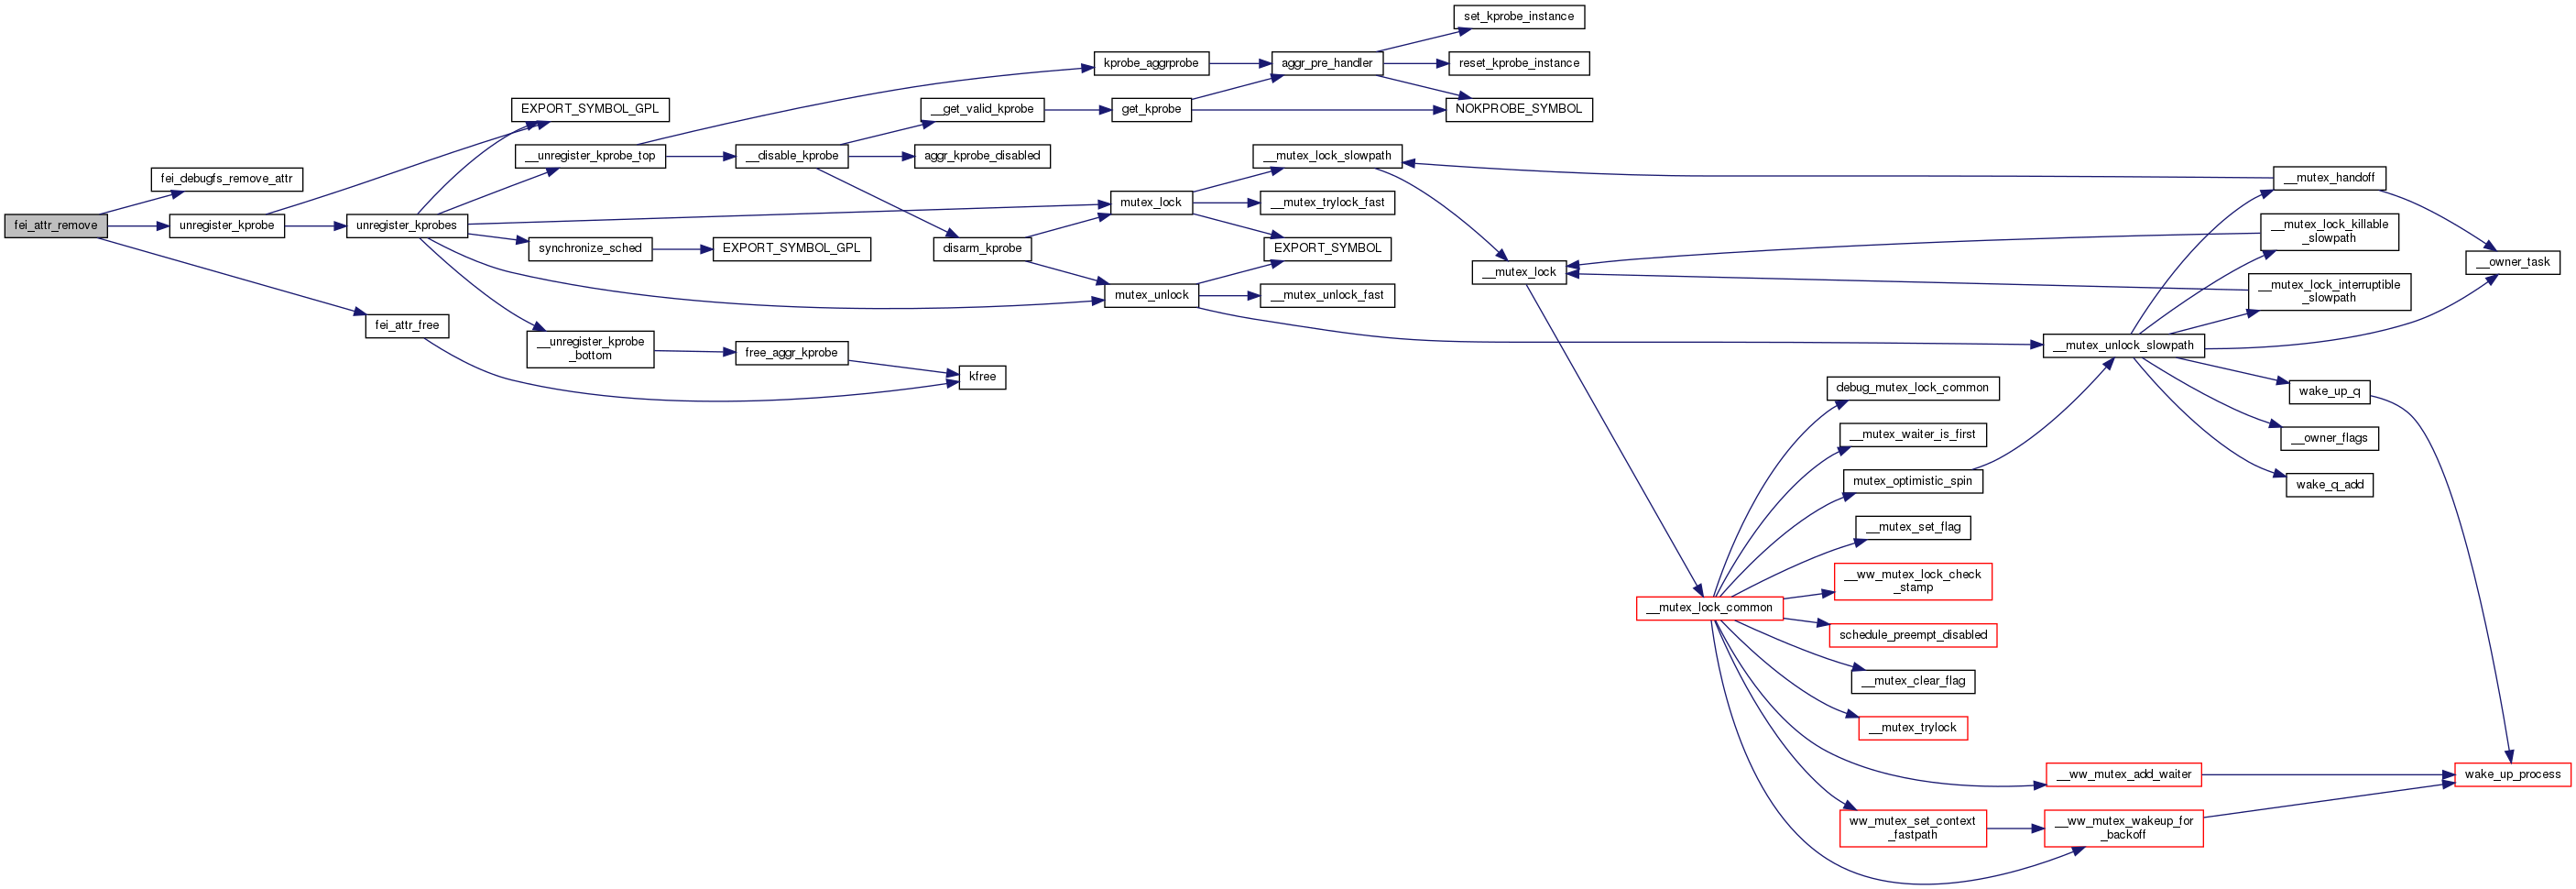 fei_attr_remove
fei_debugfs_remove_attr
unregister_kprobe
fei_attr_free
unregister_kprobes
EXPORT_SYMBOL_GPL
__unregister_kprobe_top
synchronize_sched
__unregister_kprobe
_bottom
EXPORT_SYMBOL_GPL
__disable_kprobe
free_aggr_kprobe
kfree
__get_valid_kprobe
aggr_kprobe_disabled
disarm_kprobe
kprobe_aggrprobe
get_kprobe
mutex_lock
mutex_unlock
aggr_pre_handler
set_kprobe_instance
reset_kprobe_instance
NOKPROBE_SYMBOL
__mutex_lock_slowpath
__mutex_trylock_fast
EXPORT_SYMBOL
__mutex_unlock_fast
__mutex_lock
__mutex_lock_common
debug_mutex_lock_common
__mutex_waiter_is_first
mutex_optimistic_spin
__mutex_set_flag
__ww_mutex_lock_check
_stamp
schedule_preempt_disabled
__mutex_clear_flag
__mutex_trylock
ww_mutex_set_context
_fastpath
__ww_mutex_add_waiter
__ww_mutex_wakeup_for
_backoff
__mutex_unlock_slowpath
__mutex_handoff
__mutex_lock_killable
_slowpath
__mutex_lock_interruptible
_slowpath
wake_up_q
__owner_flags
wake_q_add
__owner_task
wake_up_process